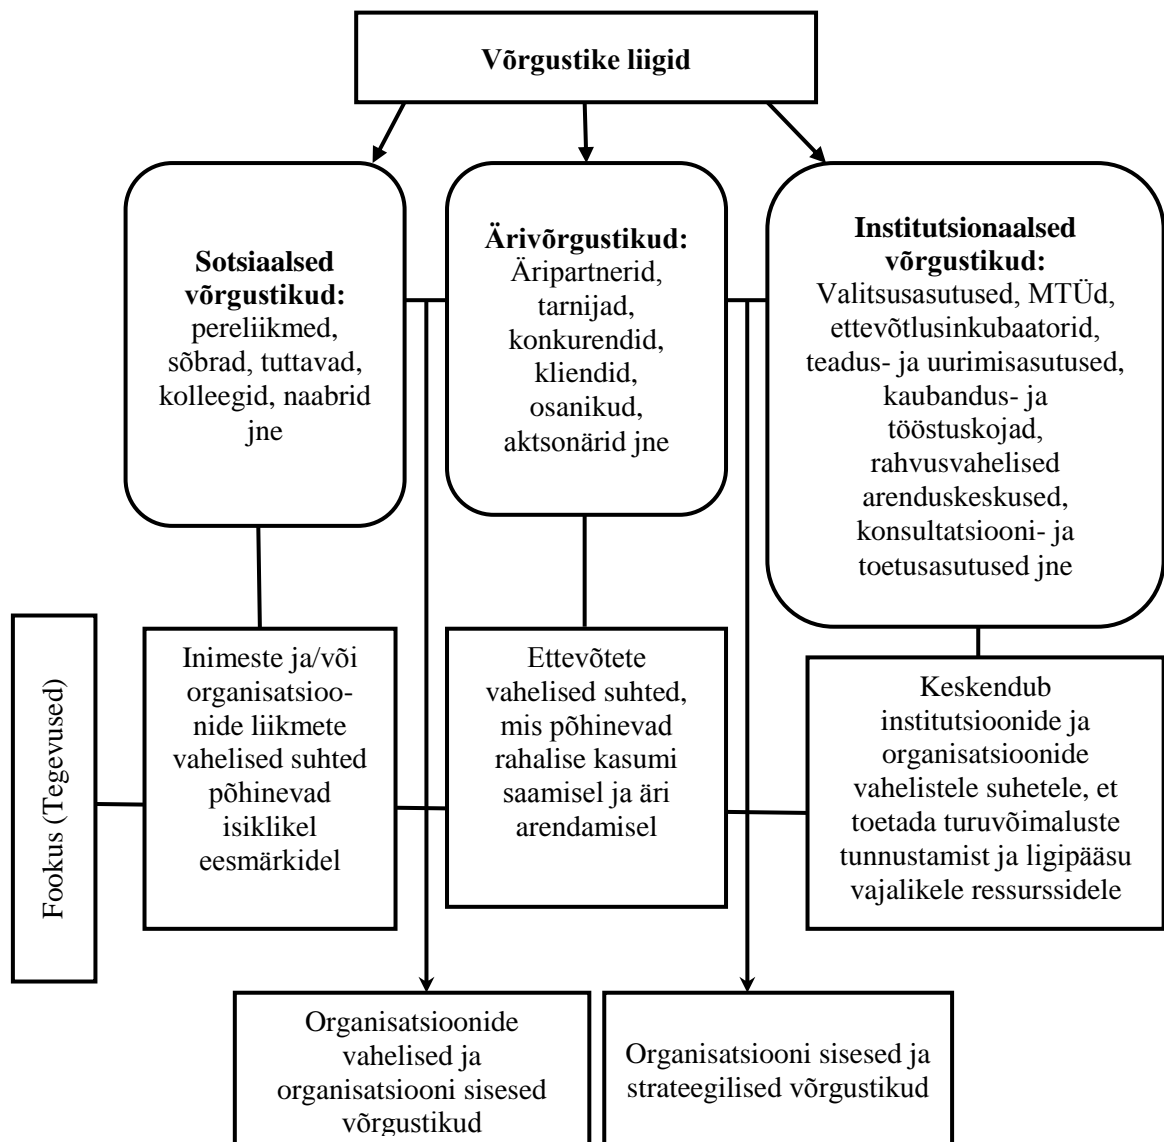 Võrgustike liigid
Sotsiaalsed
võrgustikud:
pereliikmed,
sõbrad, tuttavad,
kolleegid, naabrid
jne
Ärivõrgustikud:
Äripartnerid,
tarnijad,
konkurendid,
kliendid,
osanikud,
aktsonärid jne
Institutsionaalsed
võrgustikud:
Valitsusasutused, MTÜd,
ettevõtlusinkubaatorid,
teadus- ja uurimisasutused,
kaubandus- ja
tööstuskojad,
rahvusvahelised
arenduskeskused,
konsultatsiooni- ja
toetusasutused jne
Fookus (Tegevused)
Inimeste ja/või
organisatsioo-
nide liikmete
vahelised suhted
põhinevad
isiklikel
eesmärkidel
Ettevõtete
vahelised suhted,
mis põhinevad
rahalise kasumi
saamisel ja äri
arendamisel
Keskendub
institutsioonide ja
organisatsioonide
vahelistele suhetele, et
toetada turuvõimaluste
tunnustamist ja ligipääsu
vajalikele ressurssidele
Organisatsioonide
vahelised ja
organisatsiooni sisesed
võrgustikud
Organisatsiooni sisesed ja
strateegilised võrgustikud